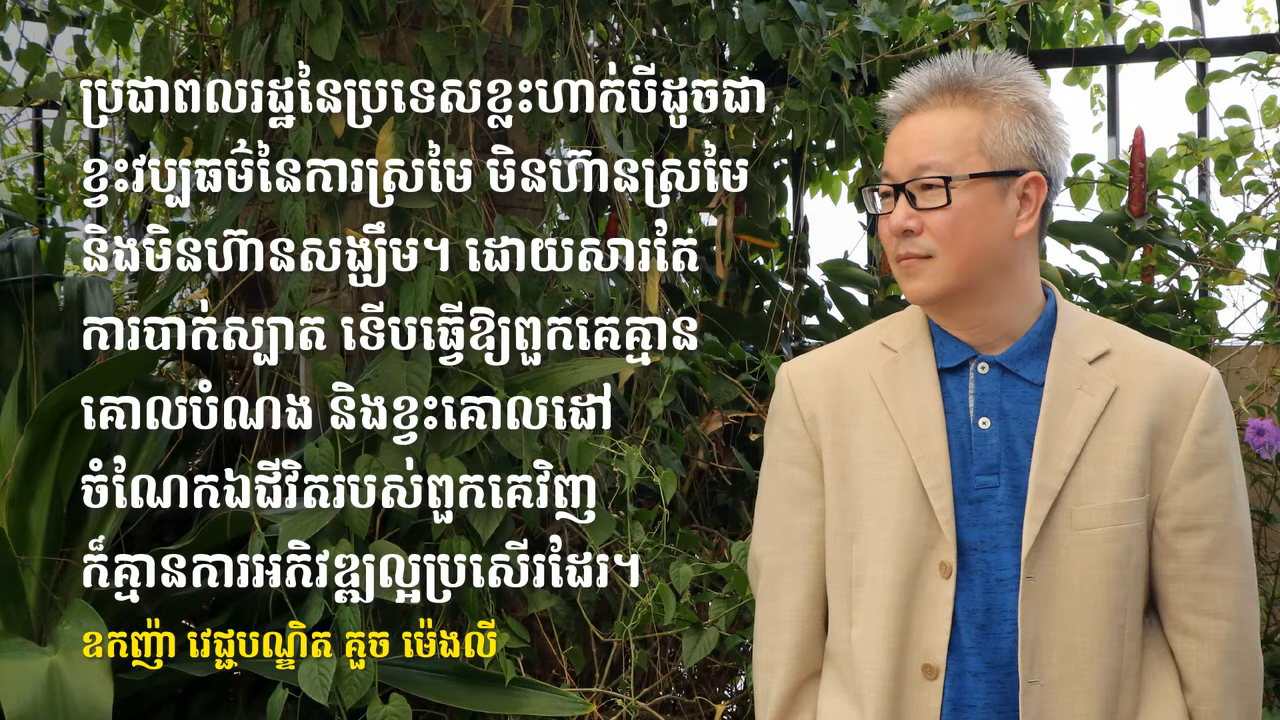 ប្រជាពលរដ្ឋនៃប្រទេសខ្លះហាក់បីដូចជា
ខ្វះវប្បធម៌នៃការស្រមៃ មិនហ៊ានស្រមៃ
និងមិនហ៊ានសង្ឃឹម។ ដោយសារតែ
ការបាក់ស្បាត ទើបធ្វើឱ្យពួកគេគ្មាន
គោលបំណង និងខ្វះគោលដៅ
ចំណែកឯជីវិតរបស់ពួកគេវិញ
ក៏គ្មានការអភិវឌ្ឍល្អប្រសើរដែរ។
ឧកញ៉ា វេជ្ជបណ្ឌិត គួច ម៉េងលី